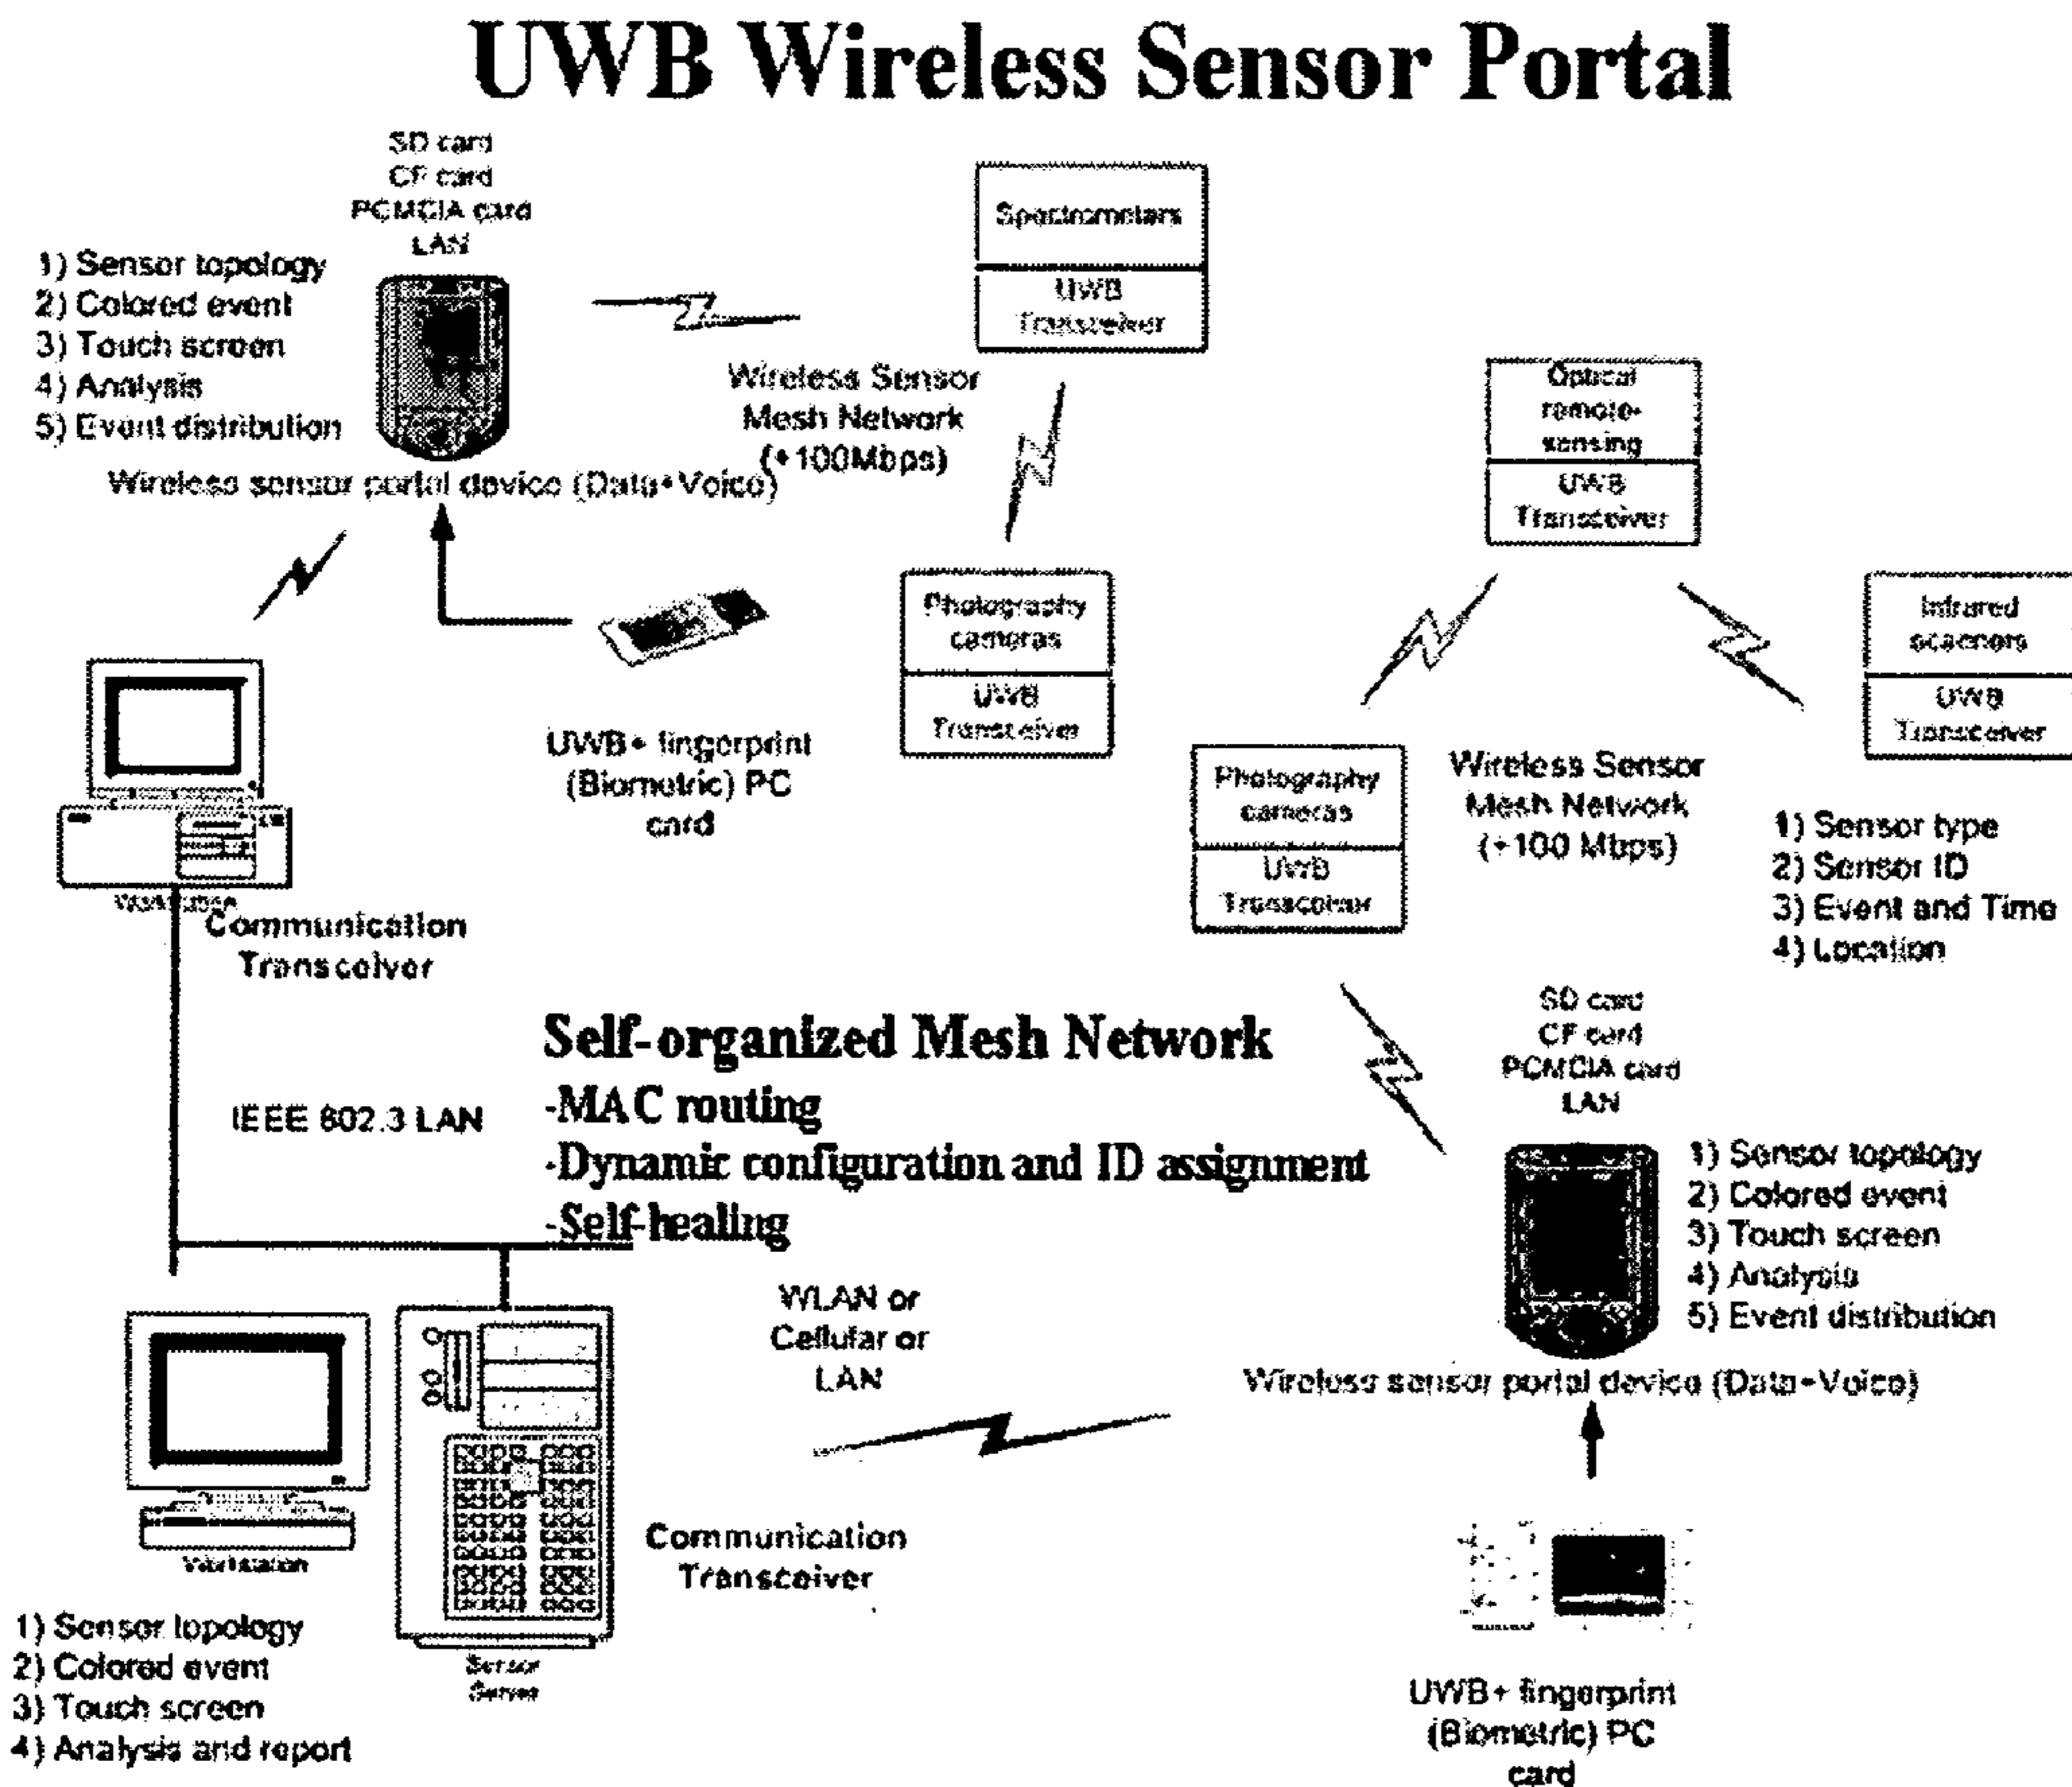 UWB Wireless Sensor Portal
SD card
CF card
PCMCIA card
LAN
1) Sensor topology
2) Colored event
3) Touch screen
4) Analysis
5) Event distribution
Wireless sensor portal device (Data+Voice)
Spectrometers
UWB
Transceiver
Wireless Sensor
Mesh Network
(+100Mbps)
Optical
remote-
sensing
UWB
Transceiver
Photography
cameras
UWB
Transceiver
Infrared
scanners
UWB
Transceiver
UWB+ fingerprint
(Biometric) PC
card
Photography
cameras
UWB
Transceiver
Wireless Sensor
Mesh Network
(+100 Mbps)
1) Sensor type
2) Sensor ID
3) Event and Time
4) Location
Workstation
Communication
Transceiver
Self-organized Mesh Network
-MAC routing
-Dynamic configuration and ID assignment
-Self-healing
IEEE 802.3 LAN
SD card
CF card
PCMCIA card
LAN
1) Sensor topology
2) Colored event
3) Touch screen
4) Analysis
5) Event distribution
Wireless sensor portal device (Data+Voice)
WLAN or
Cellular or
LAN
Communication
Transceiver
Workstation
Sensor
Server
1) Sensor topology
2) Colored event
3) Touch screen
4) Analysis and report
UWB+ fingerprint
(Biometric) PC
card